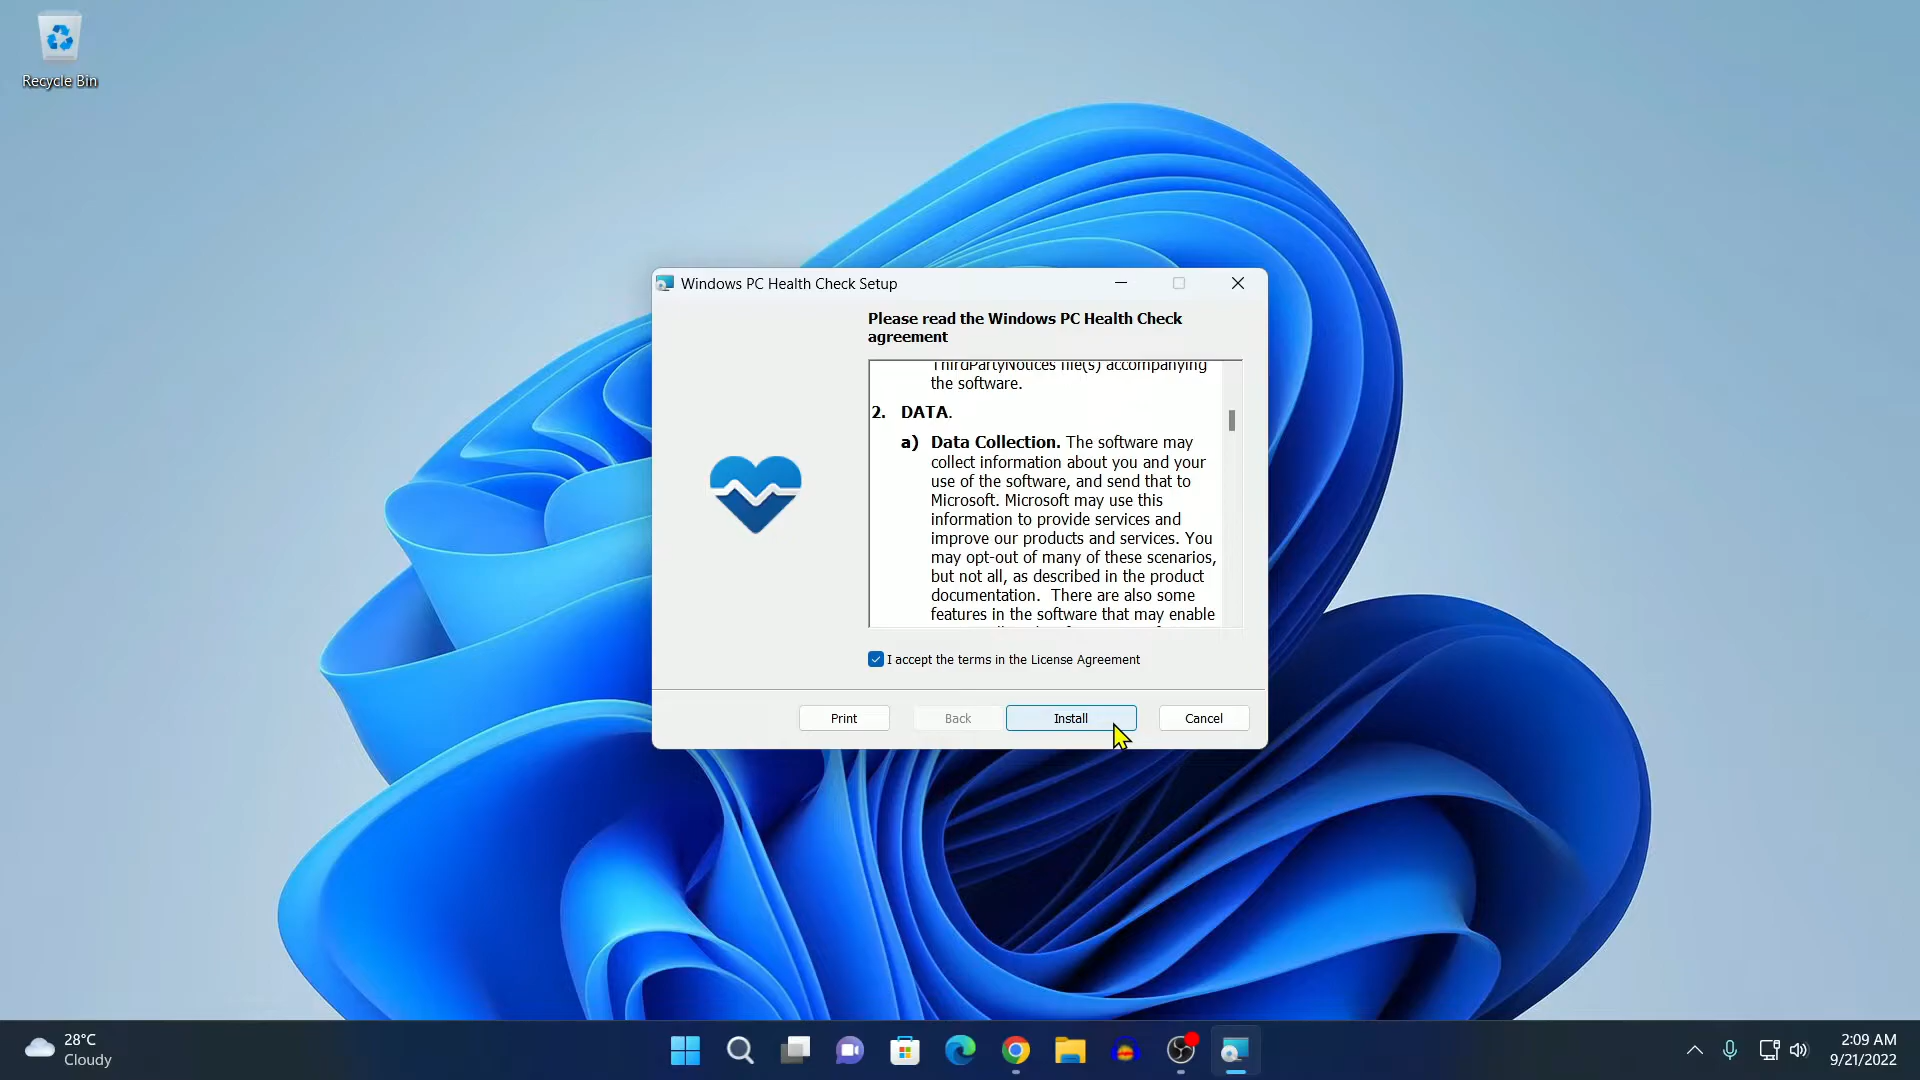 Recycle Bin
Windows PC Health Check Setup
Please read the Windows PC Health Check
agreement
ThirdPartyNotices file(s) accompanying
the software.
2. DATA.
a) Data Collection. The software may
collect information about you and your
use of the software, and send that to
Microsoft. Microsoft may use this
information to provide services and
improve our products and services. You
may opt-out of many of these scenarios,
but not all, as described in the product
documentation. There are also some
features in the software that may enable
I accept the terms in the License Agreement
Print
Back
Install
Cancel
28°C
Cloudy
2:09 AM
9/21/2022